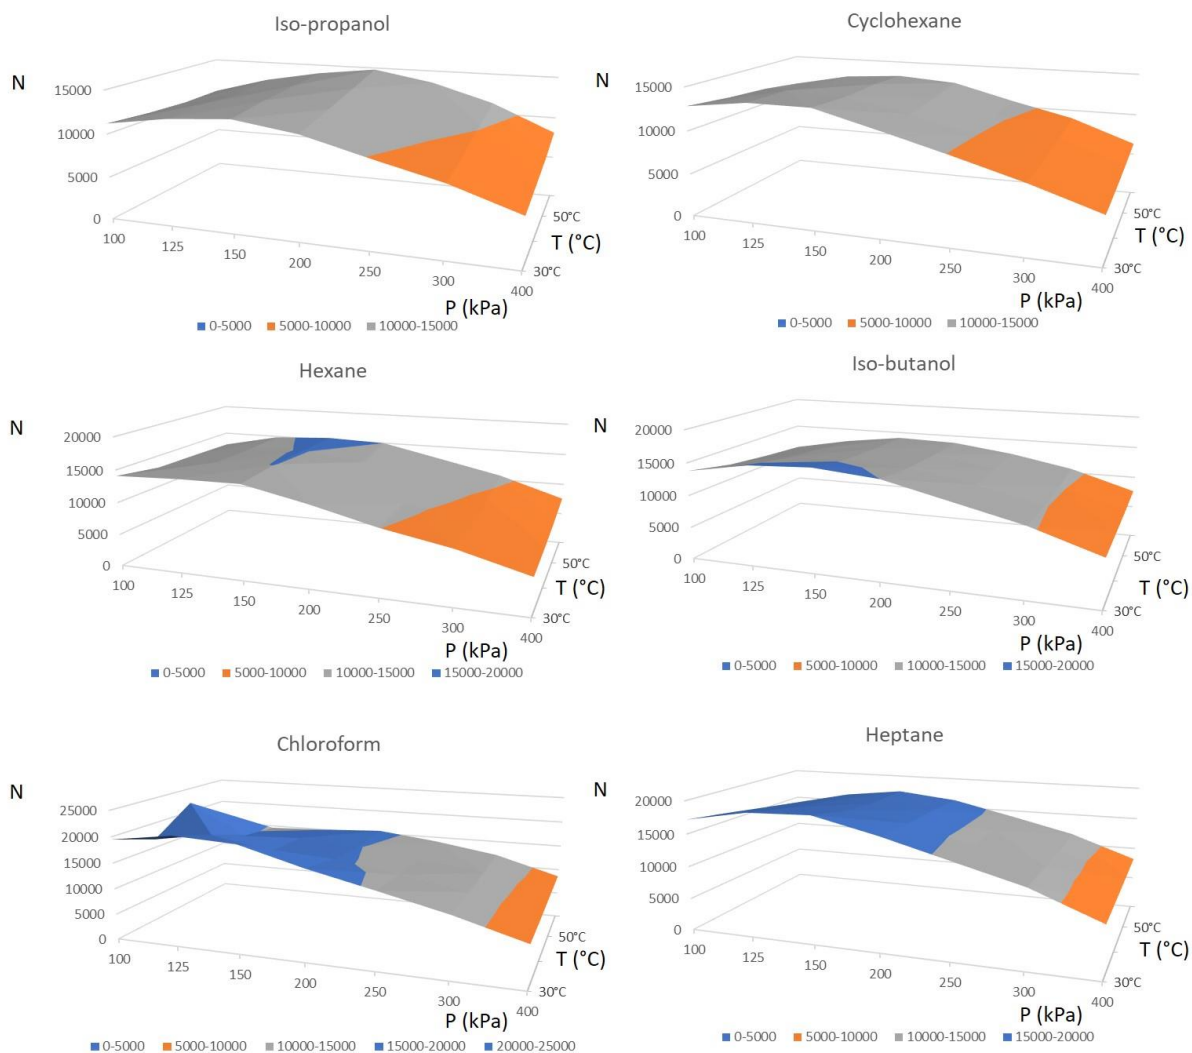 Iso-propanol
N
15000
10000
5000
0
100
125
150
200
250
300
400
50°C
30°C
T (°C)
P (kPa)
0-5000 5000-10000 10000-15000
Cyclohexane
N
15000
10000
5000
0
100
125
150
200
250
300
400
50°C
30°C
T (°C)
P (kPa)
0-5000 5000-10000 10000-15000
Hexane
N
20000
15000
10000
5000
0
100
125
150
200
250
300
400
50°C
30°C
T (°C)
P (kPa)
0-5000 5000-10000 10000-15000 15000-20000
Iso-butanol
N
20000
15000
10000
5000
0
100
125
150
200
250
300
400
50°C
30°C
T (°C)
P (kPa)
0-5000 5000-10000 10000-15000 15000-20000
Chloroform
N
25000
20000
15000
10000
5000
0
100
125
150
200
250
300
400
50°C
30°C
T (°C)
P (kPa)
0-5000 5000-10000 10000-15000 15000-20000 20000-25000
Heptane
N
20000
15000
10000
5000
0
100
125
150
200
250
300
400
50°C
30°C
T (°C)
P (kPa)
0-5000 5000-10000 10000-15000 15000-20000